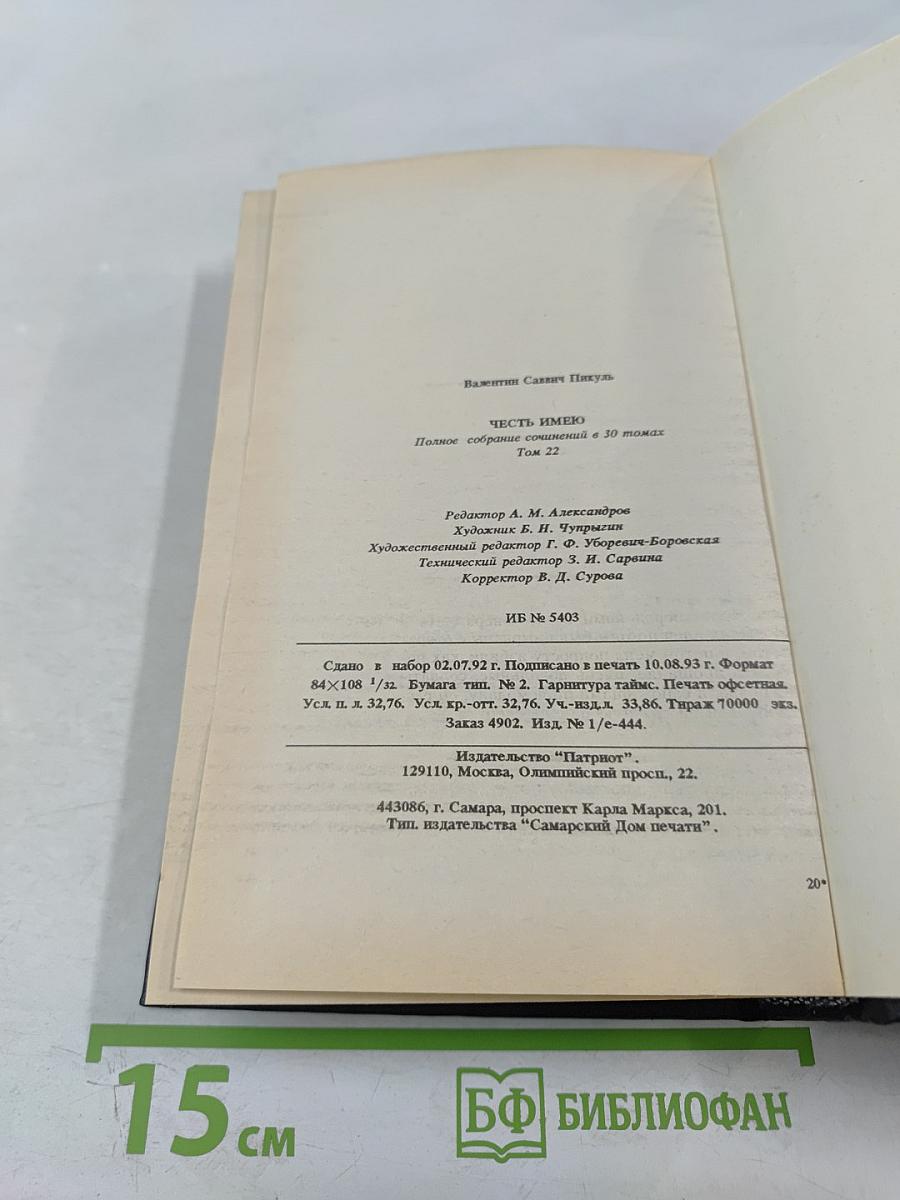 Валентин Саввич Пикуль
ЧЕСТЬ ИМЕЮ
Полное собрание сочинений в 30 томах
Том 22
Редактор А. М. Александров
Художник Б. Н. Чупрыгин
Художественный редактор Г. Ф. Уборевич-Боровская
Технический редактор З. И. Сарвина
Корректор В. Д. Сурова
ИБ № 5403
Сдано в набор 02.07.92 г. Подписано в печать 10.08.93 г. Формат
84×108 1/32. Бумага тип. № 2. Гарнитура таймс. Печать офсетная.
Усл. п. л. 32,76. Усл. кр.-отт. 32,76. Уч.-изд.л. 33,86. Тираж 70000 экз.
Заказ 4902. Изд. № 1/е-444.
Издательство "Патриот".
129110, Москва, Олимпийский просп., 22.
443086, г. Самара, проспект Карла Маркса, 201.
Тип. издательства "Самарский Дом печати".
20*
15 см
БФ БИБЛИОФАН